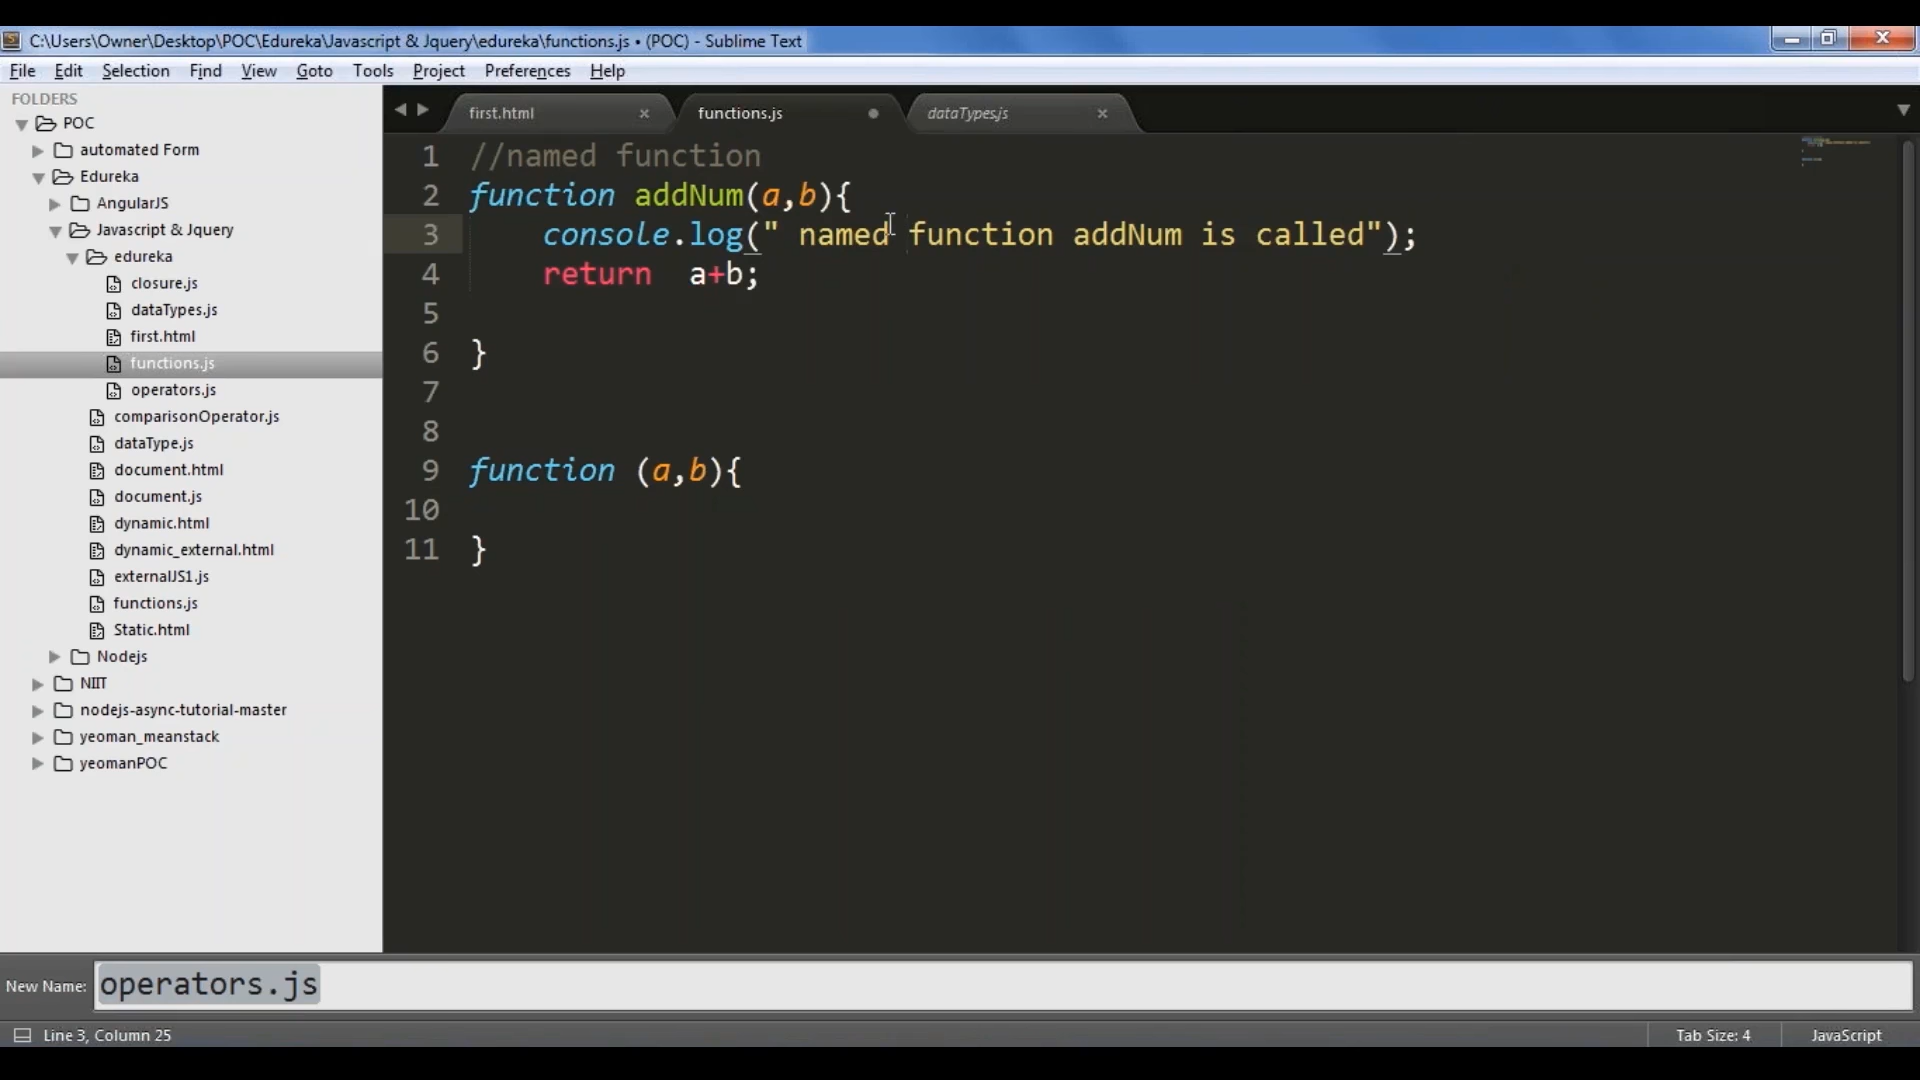 C:\Users\Owner\Desktop\POC\Edureka\Javascript & Jquery\edureka\functions.js • (POC) - Sublime Text
File Edit Selection Find View Goto Tools Project Preferences Help
FOLDERS
POC
automated Form
Edureka
AngularJS
Javascript & Jquery
edureka
closure.js
dataTypes.js
first.html
functions.js
operators.js
comparisonOperator.js
dataType.js
document.html
document.js
dynamic.html
dynamic_external.html
externalJS1.js
functions.js
Static.html
Nodejs
NIIT
nodejs-async-tutorial-master
yeoman_meanstack
yeomanPOC
first.html functions.js dataTypes.js
1 //named function
2 function addNum(a,b){
3 console.log(" named function addNum is called");
4 return  a+b;
5
6 }
7
8
9 function (a,b){
10
11 }
New Name: operators.js
Line 3, Column 25 Tab Size: 4 JavaScript